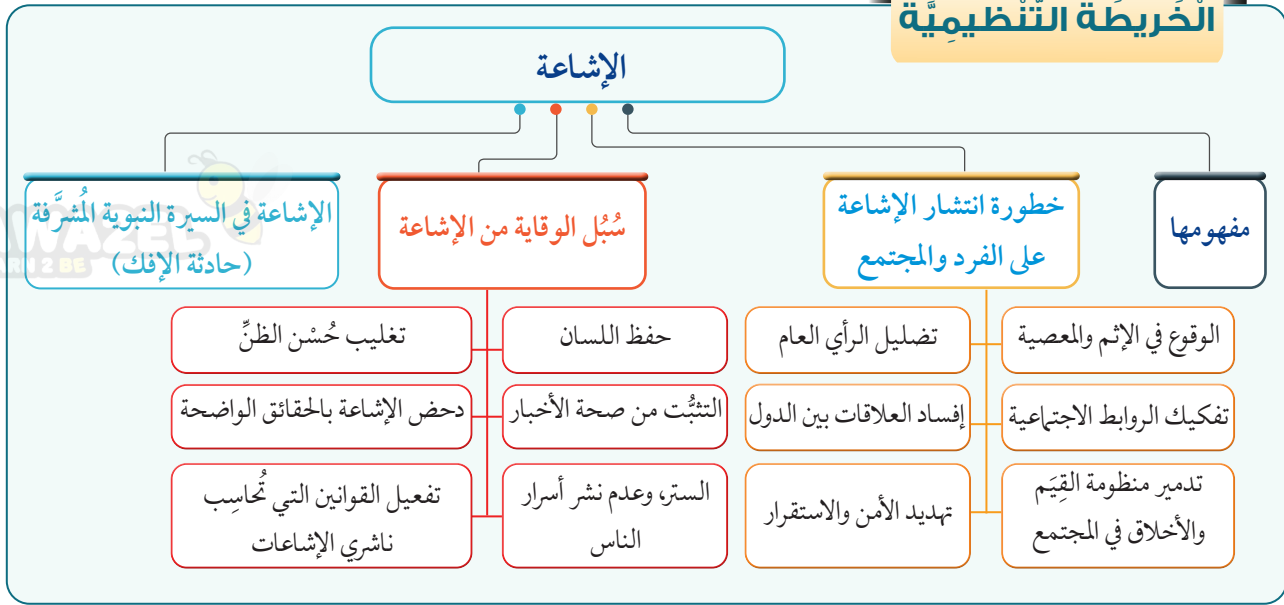 الْخَرِيطَة التَّنْظِيمِيَّة
الإشاعة
مفهومها
خطورة انتشار الإشاعة
على الفرد والمجتمع
سُبُل الوقاية من الإشاعة
الإشاعة في السيرة النبوية المُشرَّفة
(حادثة الإفك)
الوقوع في الإثم والمعصية
تضليل الرأي العام
تفكيك الروابط الاجتماعية
إفساد العلاقات بين الدول
تدمير منظومة القِيَم
والأخلاق في المجتمع
تهديد الأمن والاستقرار
حفظ اللسان
تغليب حُسْن الظنِّ
التثبُّت من صحة الأخبار
دحض الإشاعة بالحقائق الواضحة
الستر، وعدم نشر أسرار
الناس
تفعيل القوانين التي تُحاسِب
ناشري الإشاعات